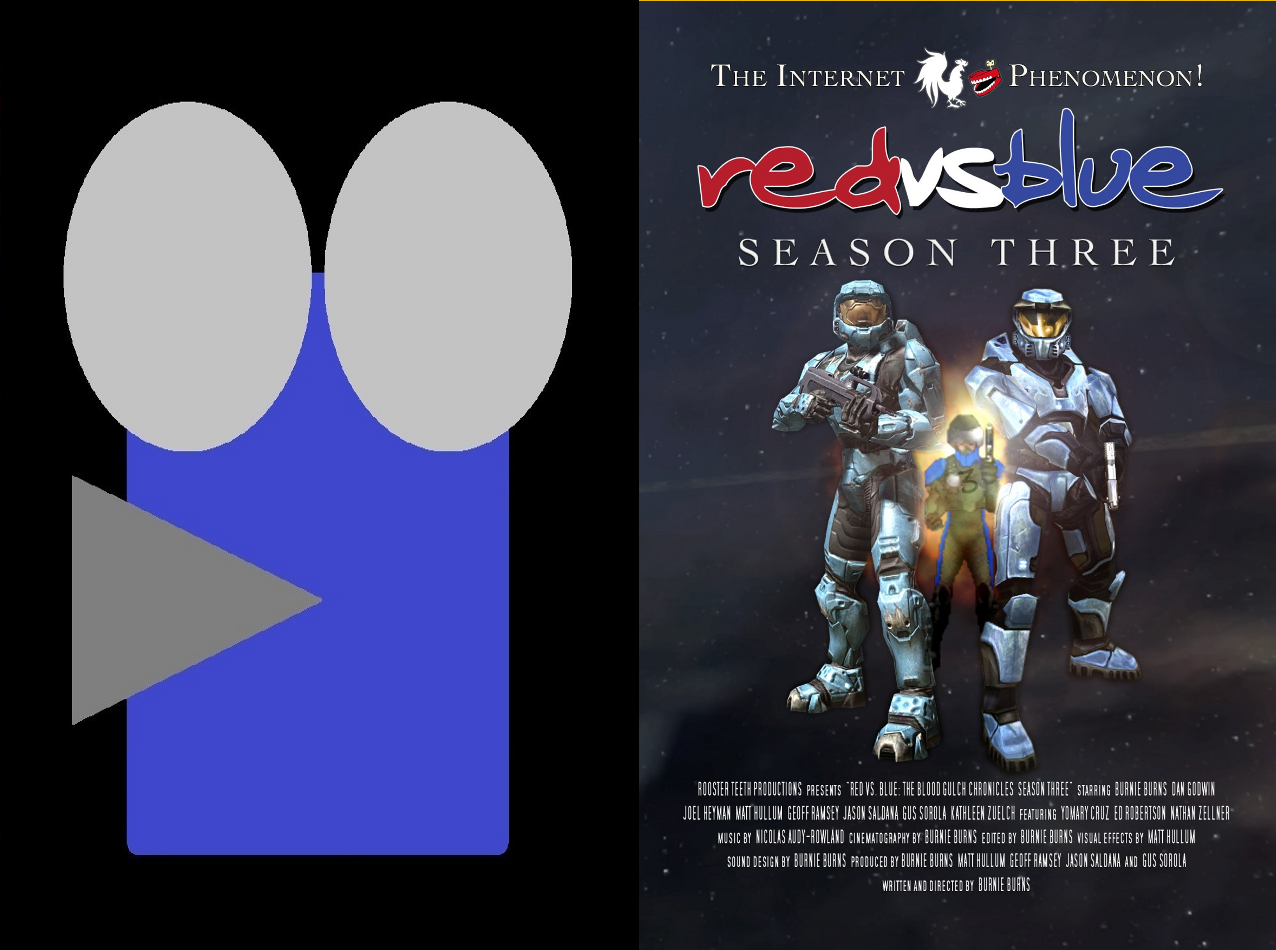 THE INTERNET PHENOMENON!
red vs blue
SEASON THREE
3
ROOSTER TEETH PRODUCTIONS PRESENTS "RED VS. BLUE: THE BLOOD GULCH CHRONICLES SEASON THREE" STARRING BURNIE BURNS DAN GODWIN
JOEL HEYMAN MATT HULLUM GEOFF RAMSEY JASON SALDANA GUS SOROLA KATHLEEN ZUELCH FEATURING YOMARY CRUZ ED ROBERTSON NATHAN ZELLNER
MUSIC BY NICOLAS AUDY-ROWLAND CINEMATOGRAPHY BY BURNIE BURNS EDITED BY BURNIE BURNS VISUAL EFFECTS BY MATT HULLUM
SOUND DESIGN BY BURNIE BURNS PRODUCED BY BURNIE BURNS MATT HULLUM GEOFF RAMSEY JASON SALDANA AND GUS SOROLA
WRITTEN AND DIRECTED BY BURNIE BURNS